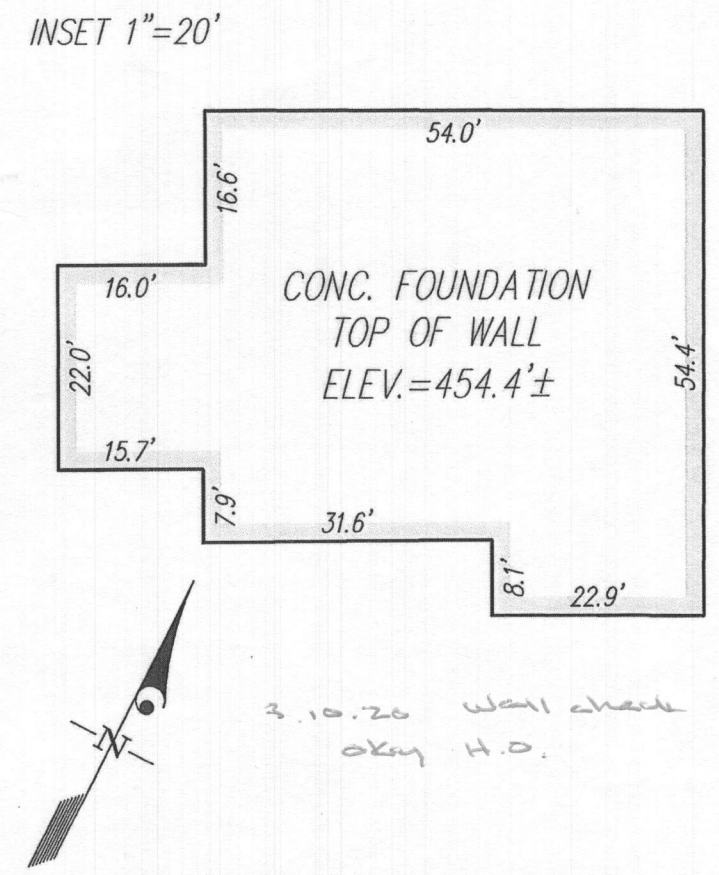 INSET 1"=20'
54.0'
16.6'
16.0'
CONC. FOUNDATION
TOP OF WALL
ELEV.=454.4'±
22.0'
54.4'
15.7'
7.9'
31.6'
8.1'
22.9'
N
3.10.20 Wall check
okay H.O.